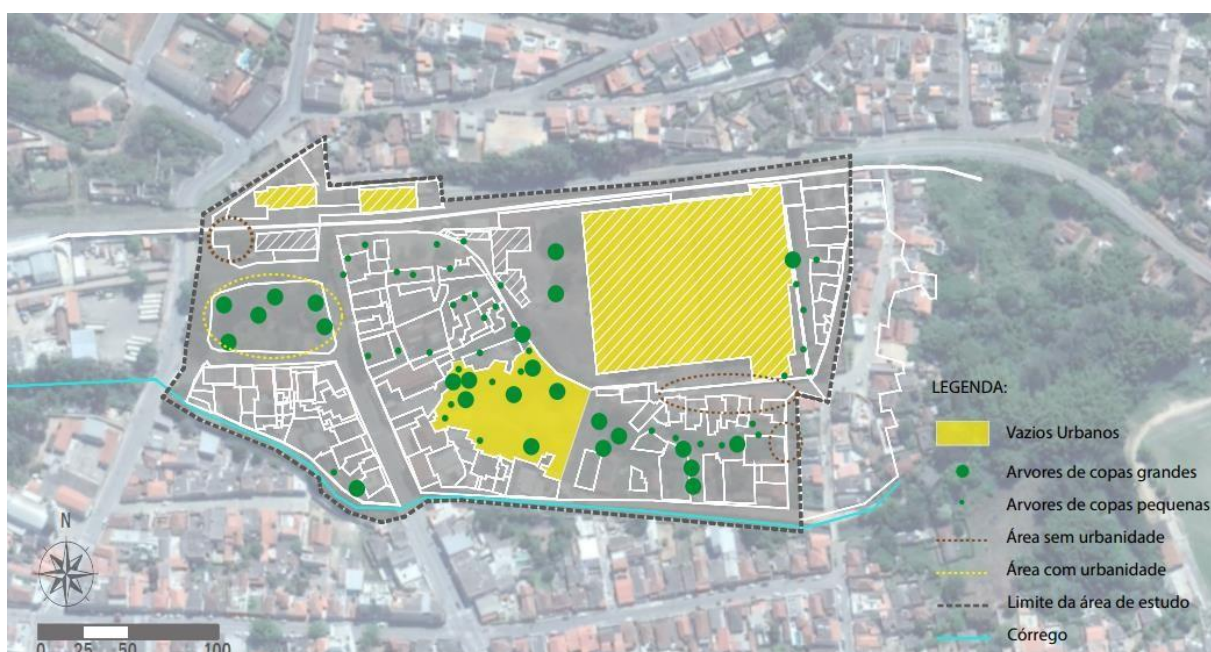 LEGENDA:
Vazios Urbanos
Arvores de copas grandes
Arvores de copas pequenas
Área sem urbanidade
Área com urbanidade
Limite da área de estudo
Córrego
N
0 25 50 100